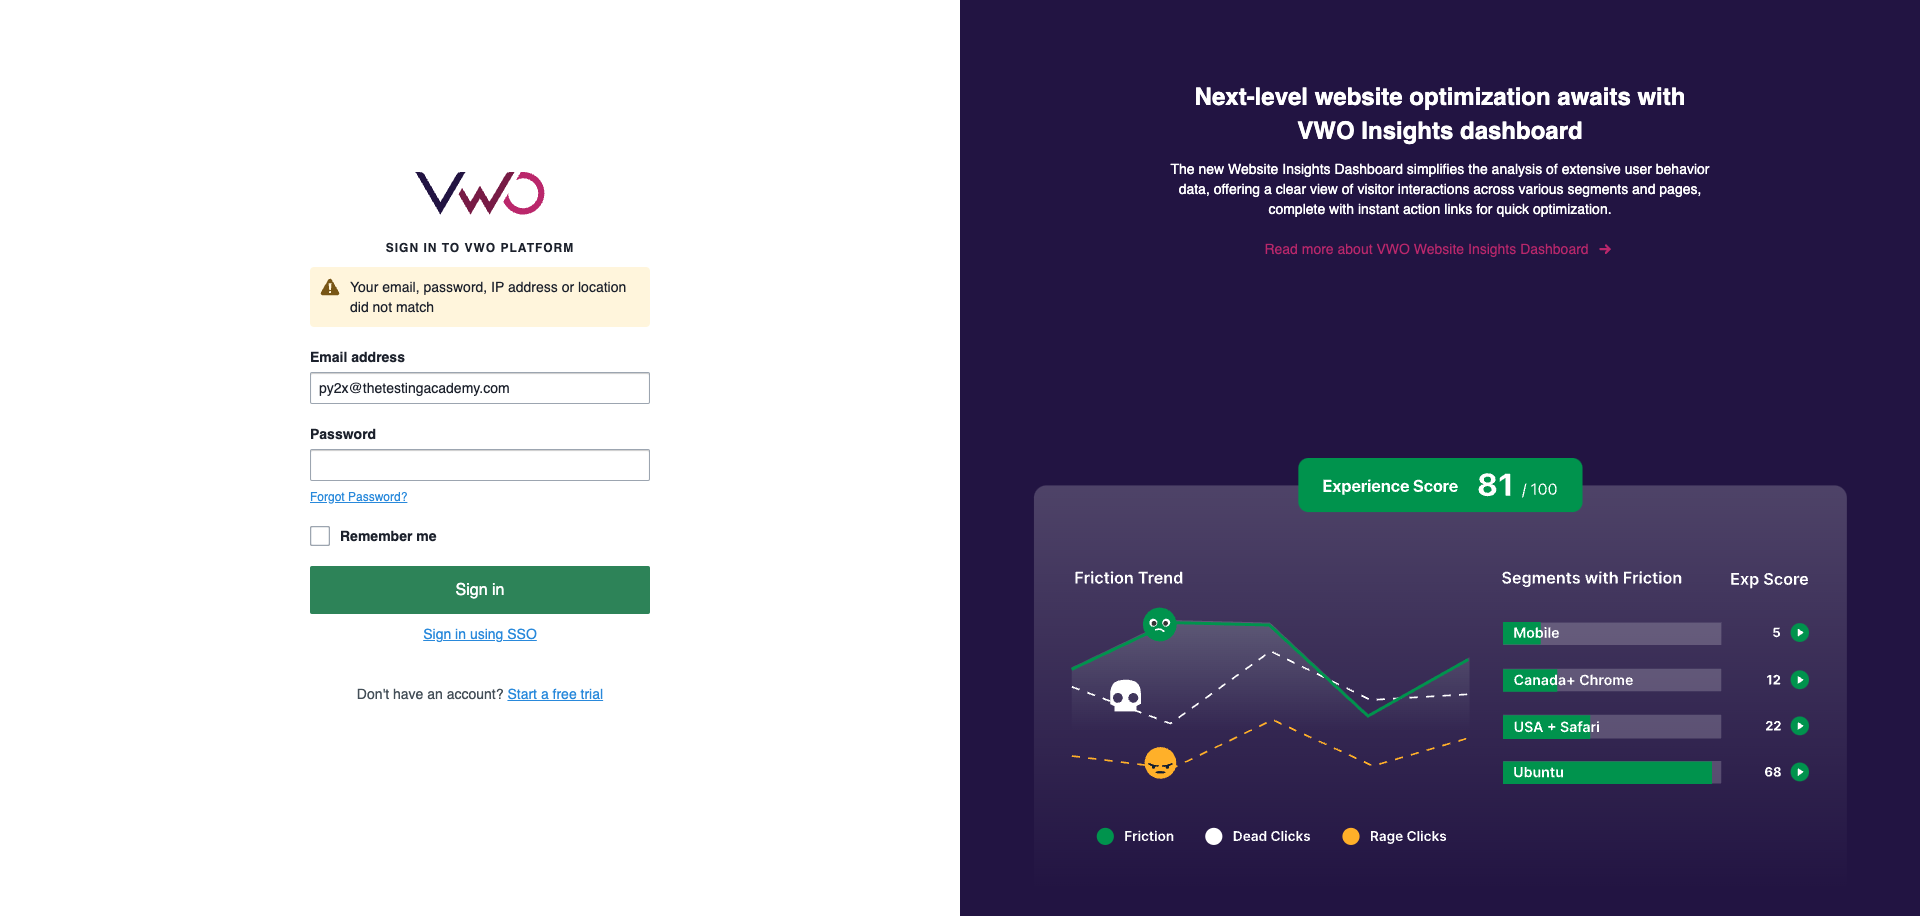 VWO
SIGN IN TO VWO PLATFORM
Your email, password, IP address or location
did not match
Email address
py2x@thetestingacademy.com
Password
Forgot Password?
Remember me
Sign in
Sign in using SSO
Don't have an account? Start a free trial
Next-level website optimization awaits with
VWO Insights dashboard
The new Website Insights Dashboard simplifies the analysis of extensive user behavior
data, offering a clear view of visitor interactions across various segments and pages,
complete with instant action links for quick optimization.
Read more about VWO Website Insights Dashboard
Experience Score 81 / 100
Friction Trend
Segments with Friction Exp Score
Mobile 5
Canada+ Chrome 12
USA + Safari 22
Ubuntu 68
Friction Dead Clicks Rage Clicks